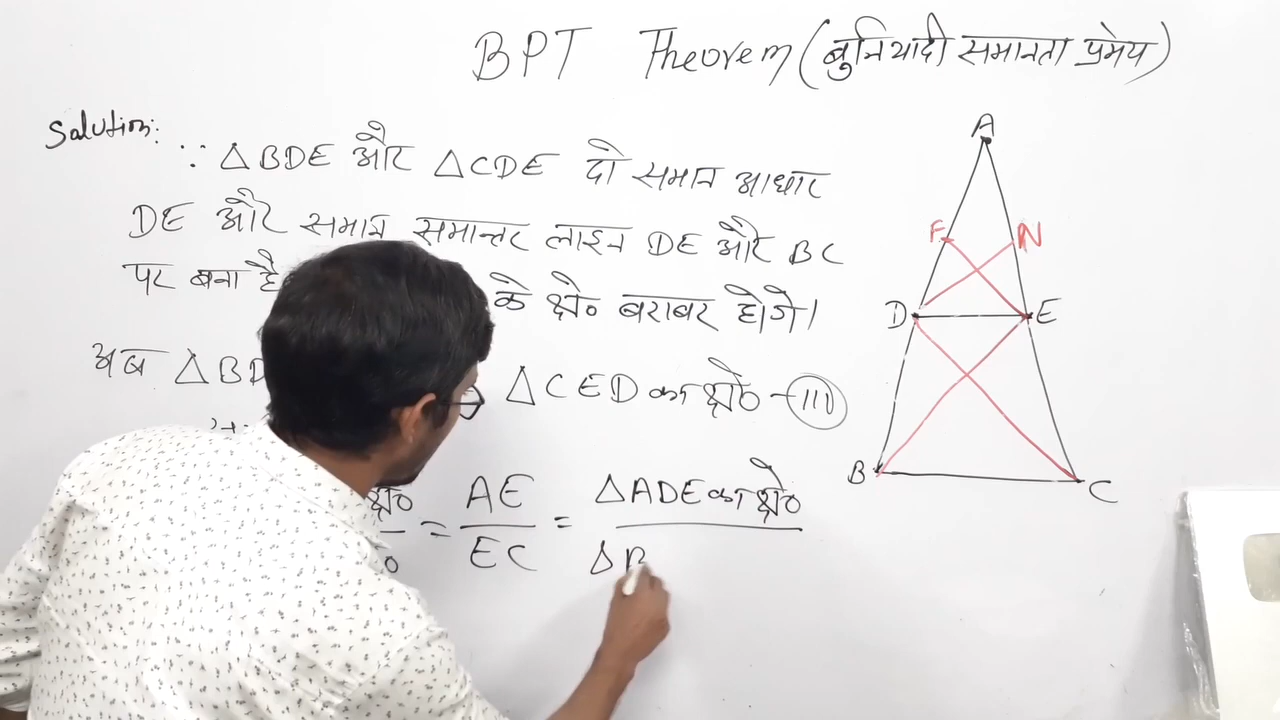 BPT Theorem (बुनियादी समानता प्रमेय)
Solution:
∵ △BDE और △CDE दो समान आधार
DE और समान समान्तर लाइन DE और BC
पर बना है के क्षे० बराबर होगे।
अब △BD △CED का क्षे० - III
क्षे० = AE/EC = △ADE का क्षे०/△B
A
F N
D E
B C